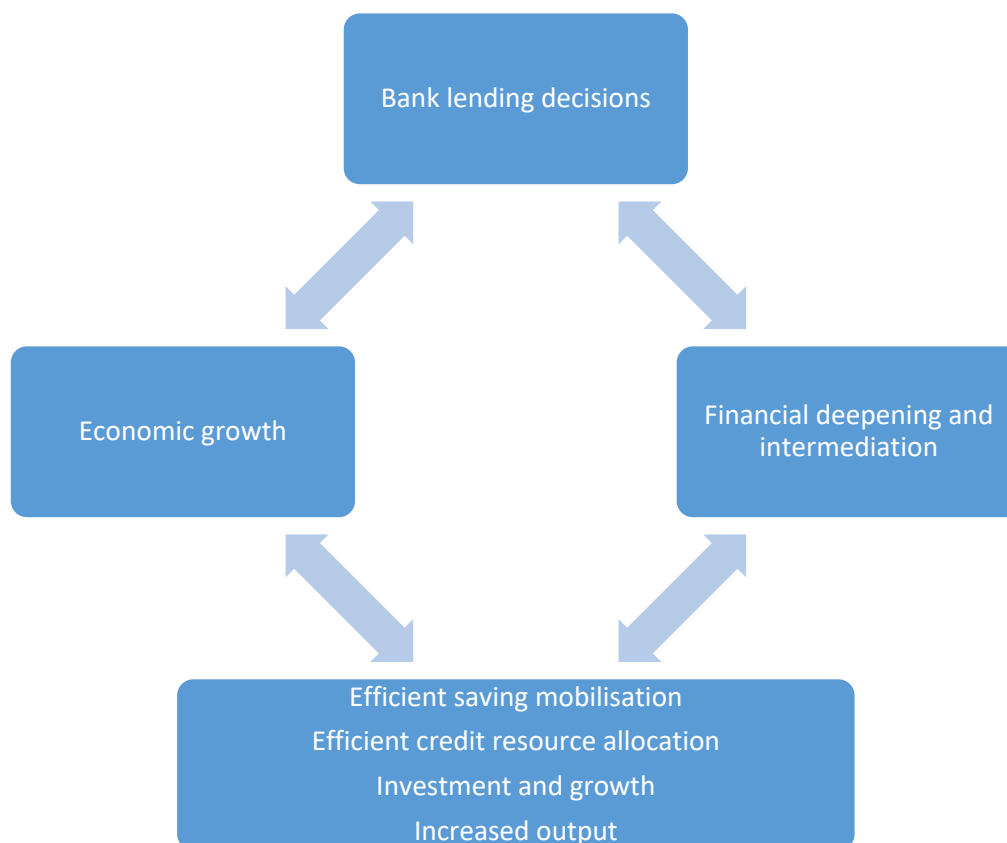 Bank lending decisions
Economic growth
Financial deepening and
intermediation
Efficient saving mobilisation
Efficient credit resource allocation
Investment and growth
Increased output